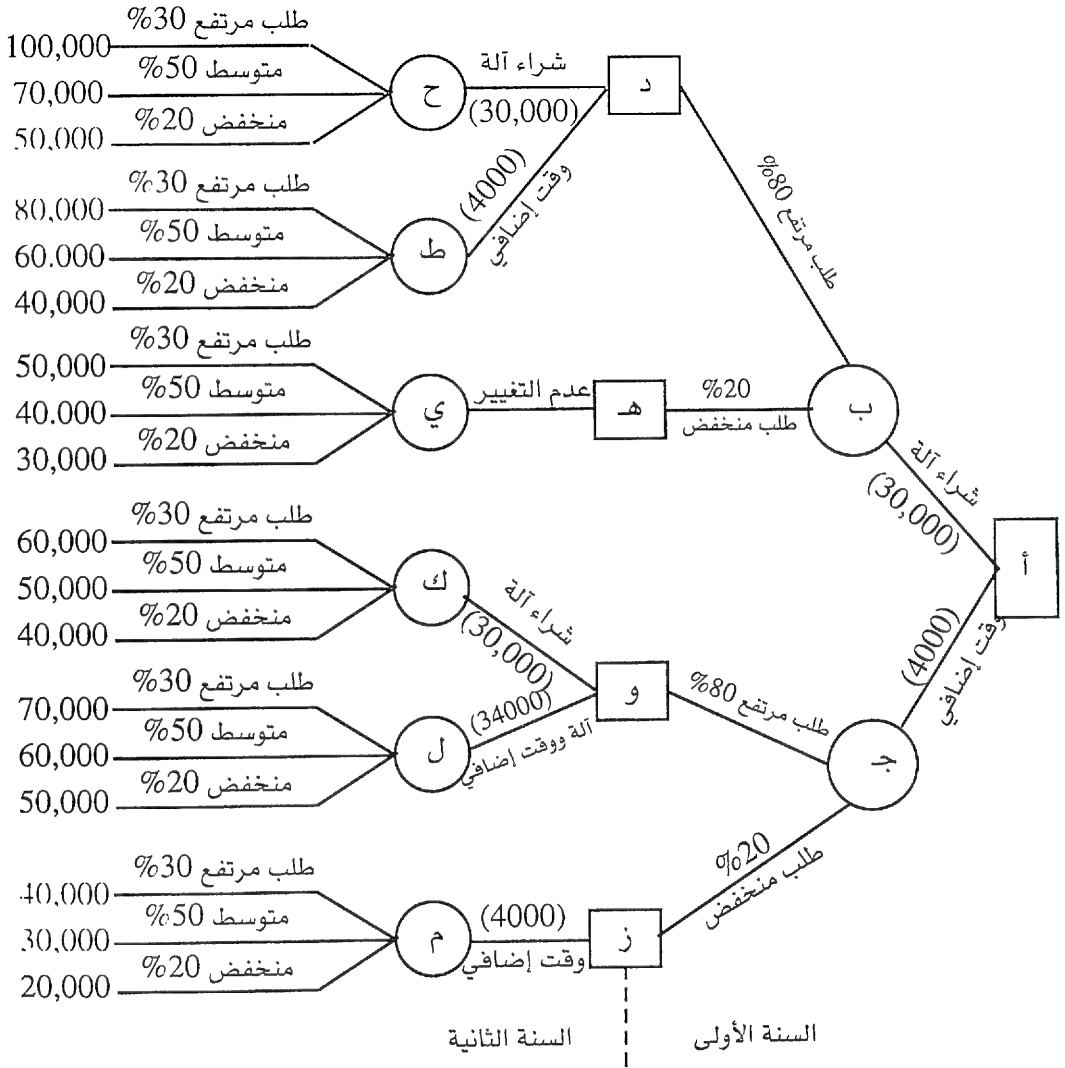 طلب مرتفع 30%
100,000
متوسط 50%
70,000
منخفض 20%
50,000
ح
شراء آلة
(30,000)
د
طلب مرتفع 30%
80,000
متوسط 50%
60.000
منخفض 20%
40,000
ط
(4000)
وقت إضافي
طلب مرتفع 80%
طلب مرتفع 30%
50,000
متوسط 50%
40.000
منخفض 20%
30,000
ي
عدم التغيير
هـ
20%
طلب منخفض
ب
شراء آلة
(30,000)
أ
طلب مرتفع 30%
60,000
متوسط 50%
50,000
منخفض 20%
40,000
ك
شراء آلة
(30,000)
و
طلب مرتفع 80%
(4000)
وقت إضافي
طلب مرتفع 30%
70,000
متوسط 50%
60,000
منخفض 20%
50,000
ل
(34000)
آلة ووقت إضافي
جـ
20%
طلب منخفض
طلب مرتفع 30%
40,000
متوسط 50%
30,000
منخفض 20%
20,000
م
(4000)
وقت إضافي
ز
السنة الأولى
السنة الثانية